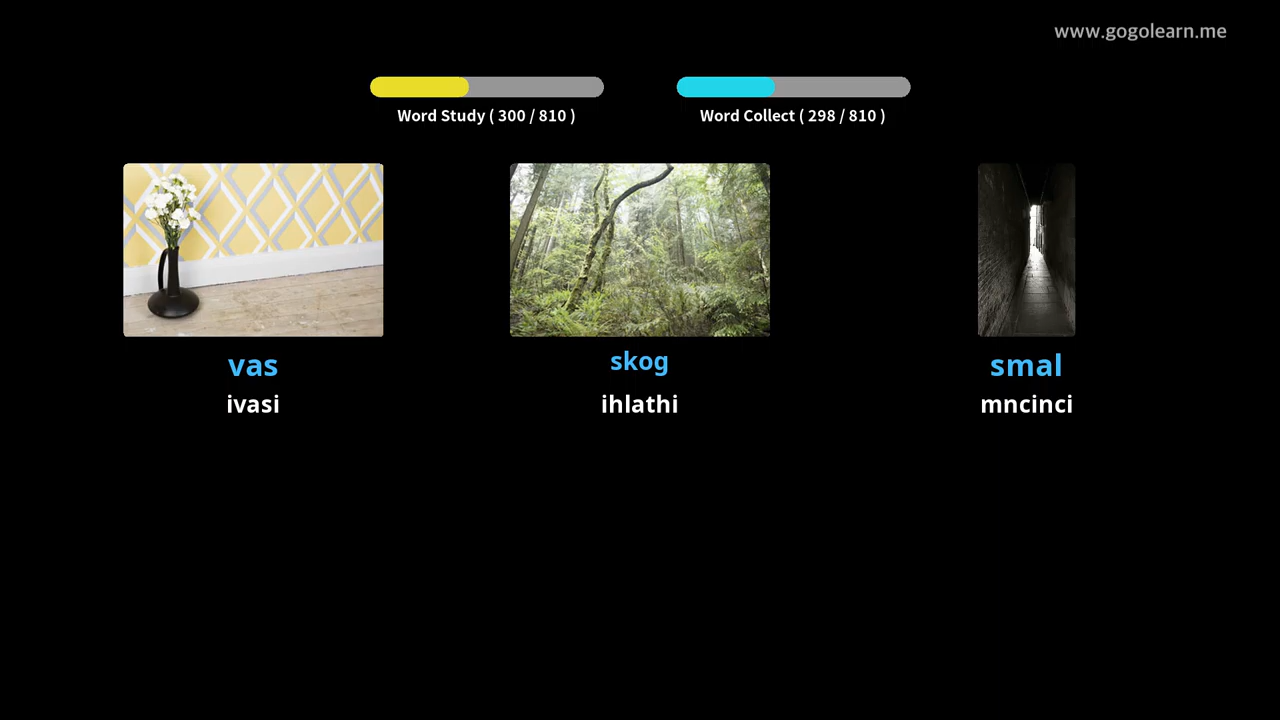 www.gogolearn.me
Word Study ( 300 / 810 )
Word Collect ( 298 / 810 )
vas
ivasi
skog
ihlathi
smal
mncinci